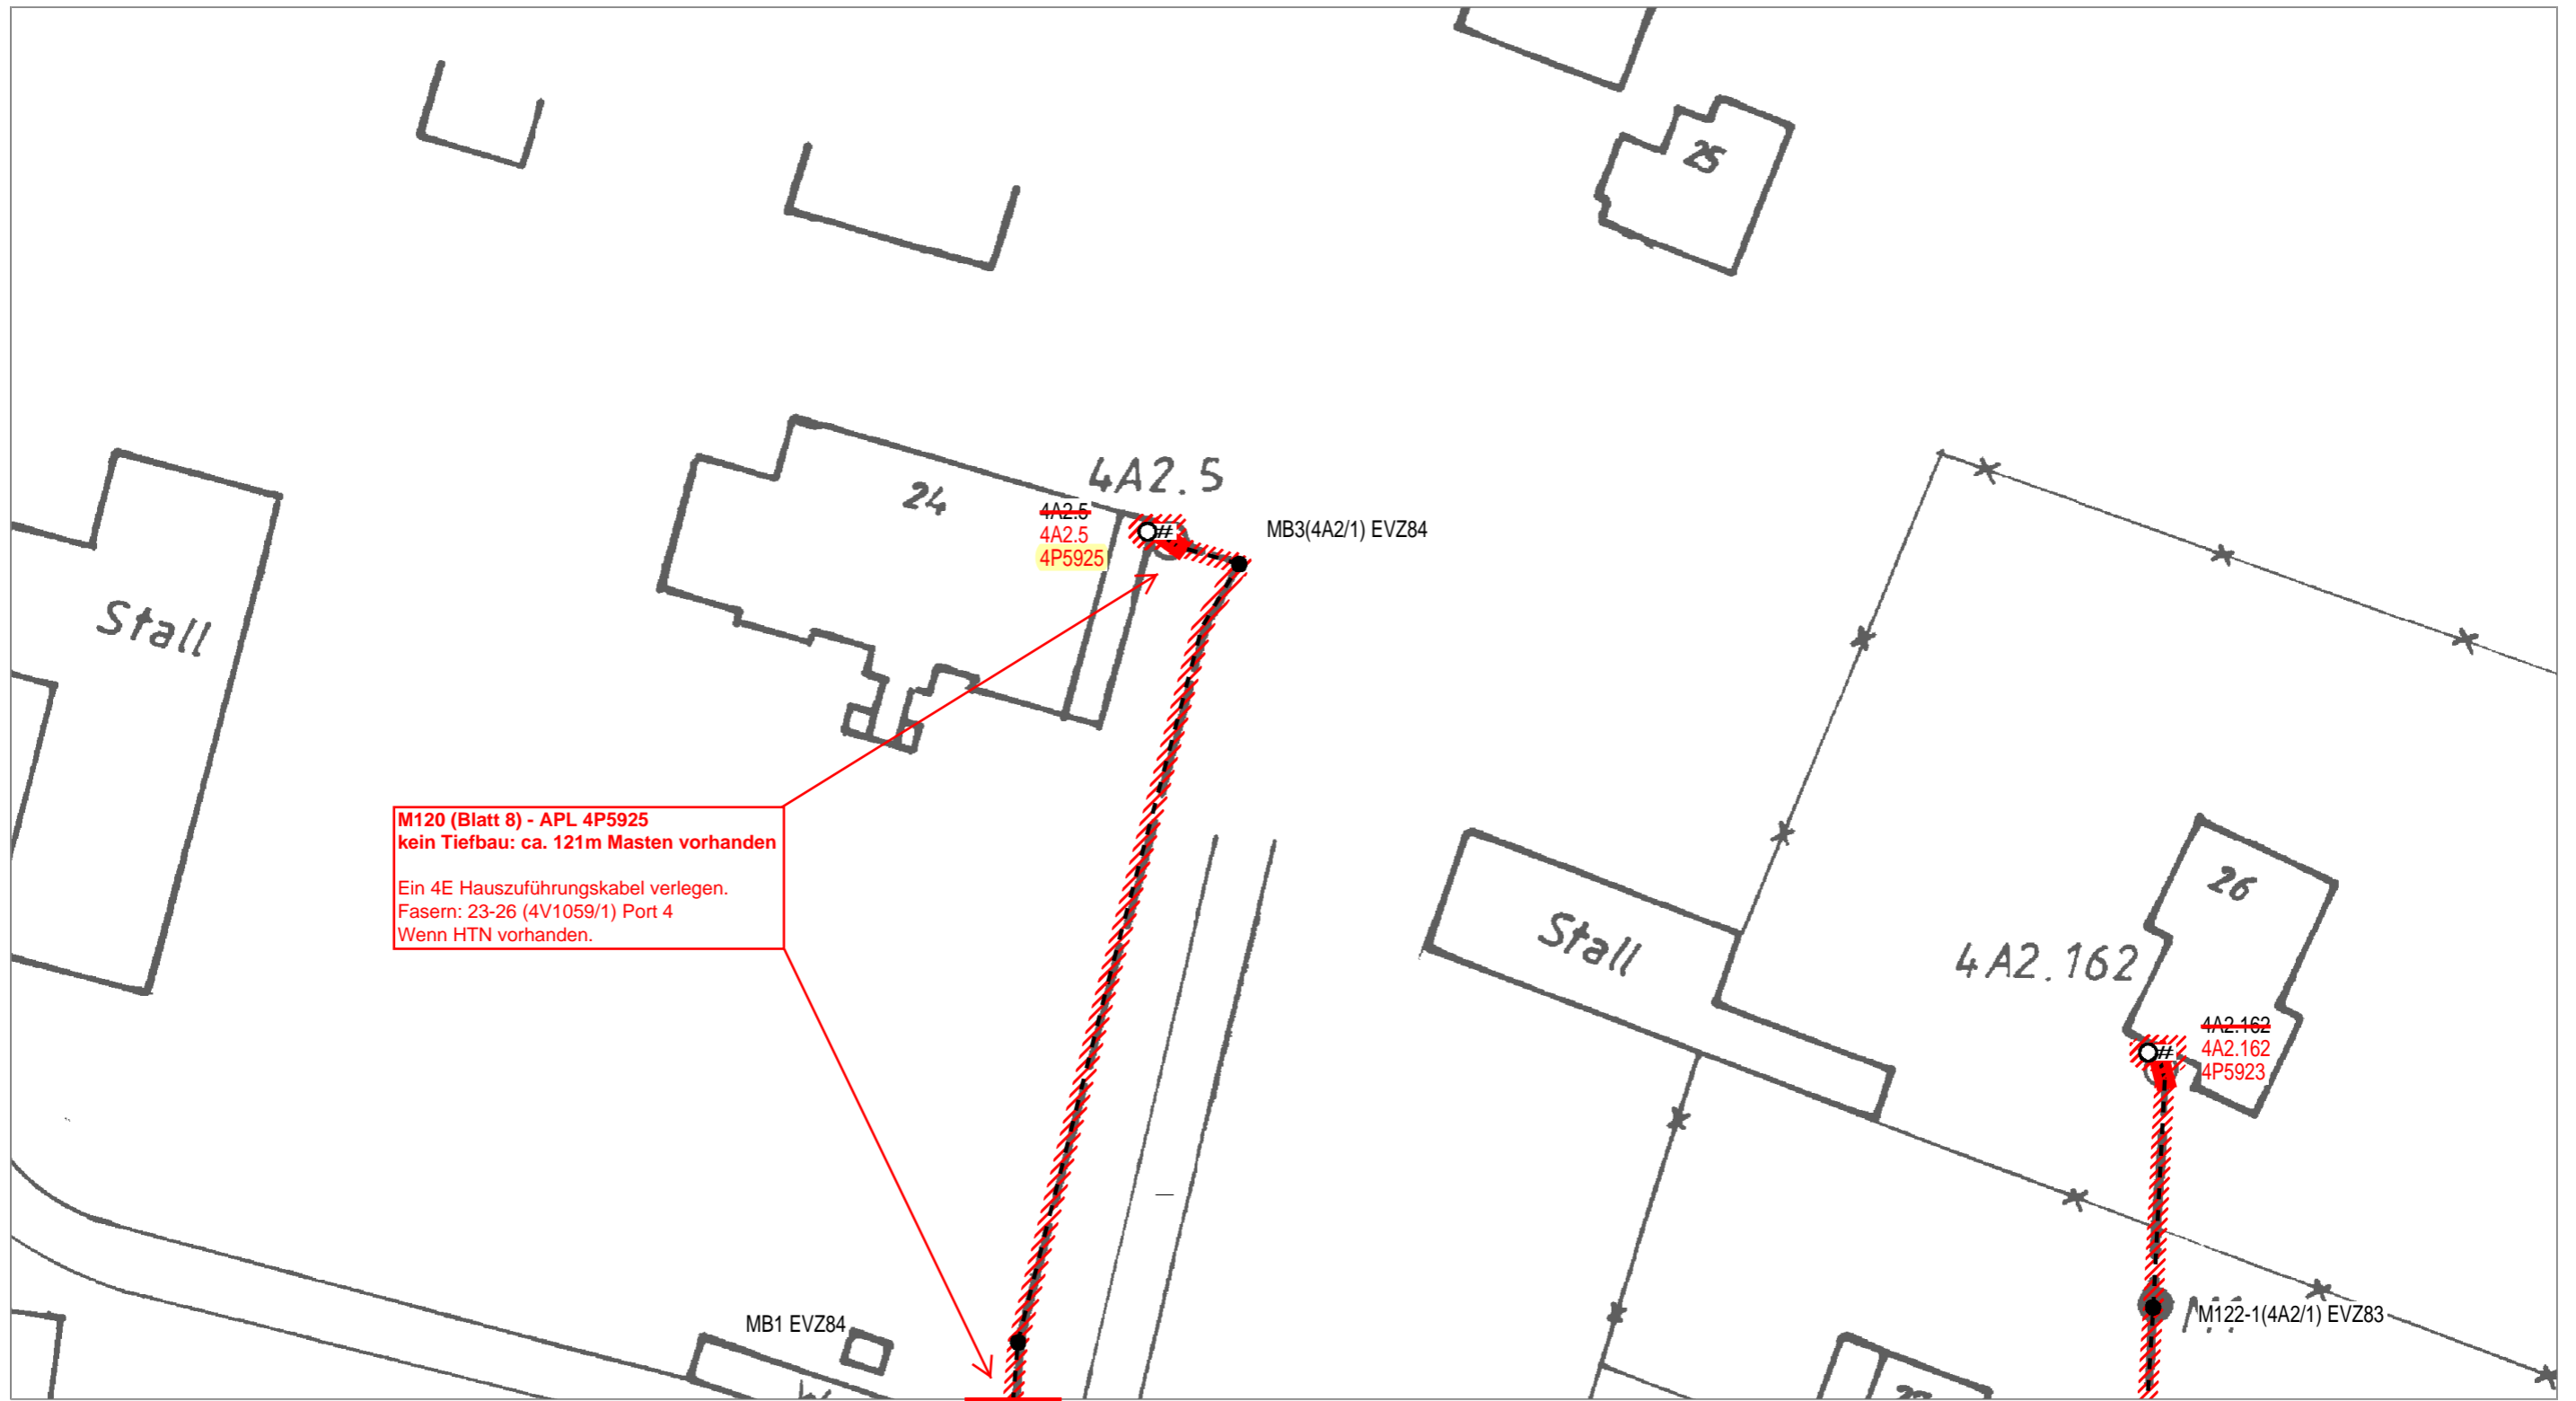 25
4A2.5
24
4A2.5
4A2.5
4P5925
MB3(4A2/1) EVZ84
Stall
M120 (Blatt 8) - APL 4P5925
kein Tiefbau: ca. 121m Masten vorhanden
Ein 4E Hauszuführungskabel verlegen.
Fasern: 23-26 (4V1059/1) Port 4
Wenn HTN vorhanden.
26
Stall
4A2.162
4A2.162
4A2.162
4P5923
MB1 EVZ84
M122-1(4A2/1) EVZ83